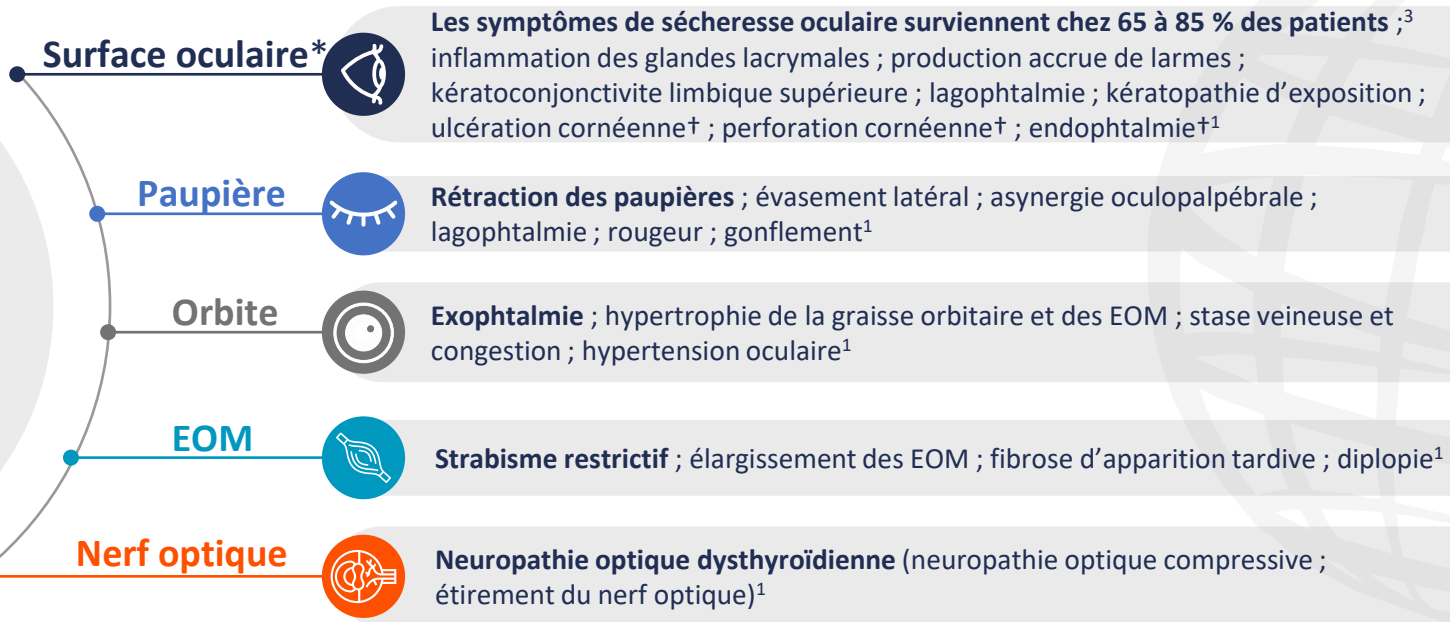 Surface oculaire*
Les symptômes de sécheresse oculaire surviennent chez 65 à 85 % des patients ;³
inflammation des glandes lacrymales ; production accrue de larmes ;
kératoconjonctivite limbique supérieure ; lagophtalmie ; kératopathie d’exposition ;
ulcération cornéenne† ; perforation cornéenne† ; endophtalmie†¹
Paupière
Rétraction des paupières ; évasement latéral ; asynergie oculopalpébrale ;
lagophtalmie ; rougeur ; gonflement¹
Orbite
Exophtalmie ; hypertrophie de la graisse orbitaire et des EOM ; stase veineuse et
congestion ; hypertension oculaire¹
EOM
Strabisme restrictif ; élargissement des EOM ; fibrose d’apparition tardive ; diplopie¹
Nerf optique
Neuropathie optique dysthyroïdienne (neuropathie optique compressive ;
étirement du nerf optique)¹